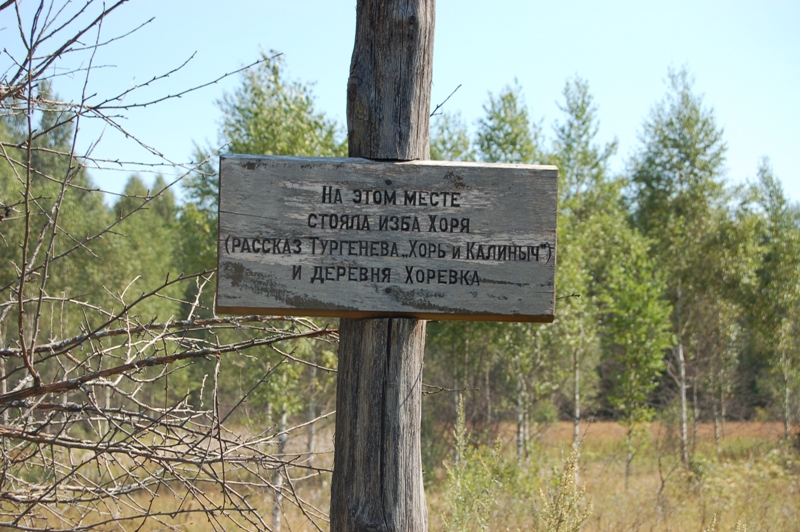 На этом месте
стояла изба Хоря
(рассказ Тургенева „Хорь и Калиныч")
и деревня Хоревка